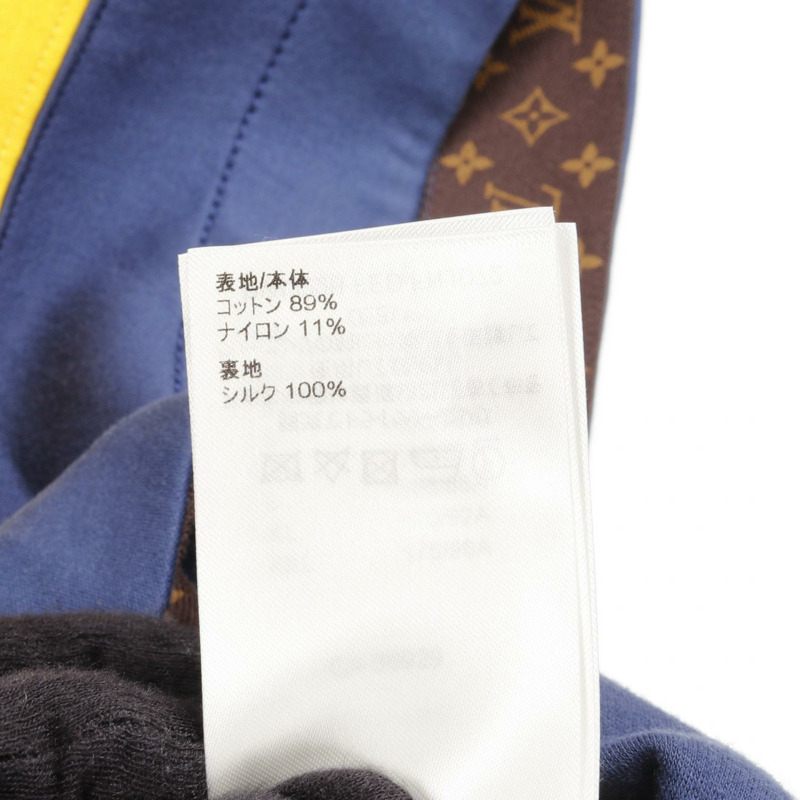 表地/本体
コットン 89%
ナイロン 11%
裏地
シルク 100%